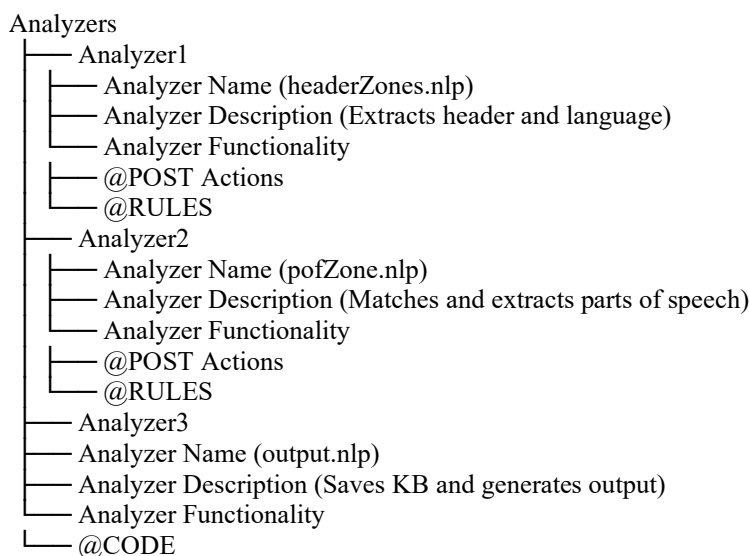 Analyzers
├── Analyzer1
│ ├── Analyzer Name (headerZones.nlp)
│ ├── Analyzer Description (Extracts header and language)
│ └── Analyzer Functionality
│ ├── @POST Actions
│ └── @RULES
├── Analyzer2
│ ├── Analyzer Name (pofZone.nlp)
│ ├── Analyzer Description (Matches and extracts parts of speech)
│ └── Analyzer Functionality
│ ├── @POST Actions
│ └── @RULES
├── Analyzer3
├── Analyzer Name (output.nlp)
├── Analyzer Description (Saves KB and generates output)
└── Analyzer Functionality
└── @CODE